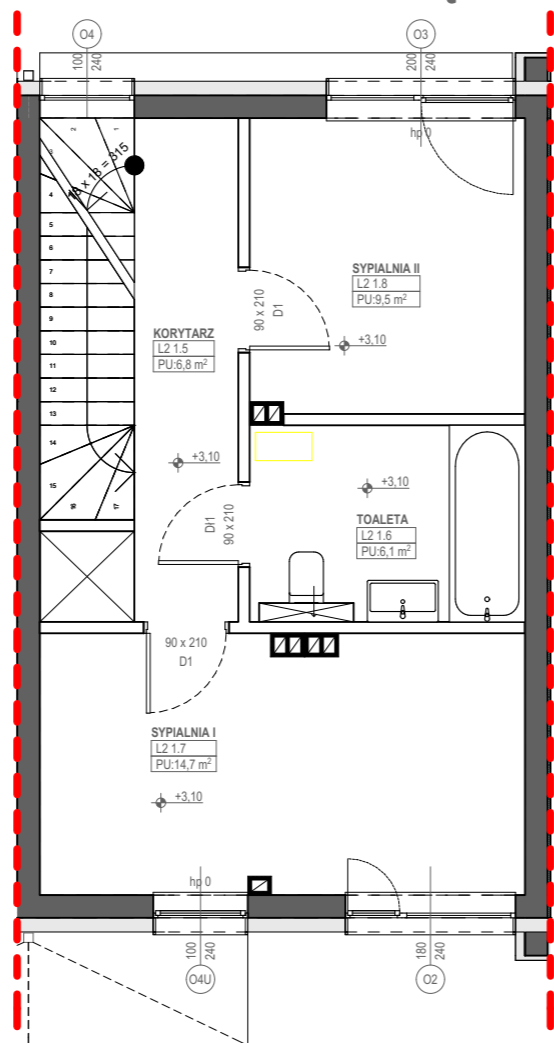 O4
O3
100
240
200
240
hp 0
1
2
3
4
5
6
7
8
9
10
11
12
13
14
15
16
17
18 x 18 = 315
SYPIALNIA II
L2 1.8
PU:9,5 m²
90 x 210
D1
+3,10
KORYTARZ
L2 1.5
PU:6,8 m²
+3,10
+3,10
DI1
90 x 210
TOALETA
L2 1.6
PU:6,1 m²
90 x 210
D1
SYPIALNIA I
L2 1.7
PU:14,7 m²
+3,10
hp 0
100
240
180
240
O4U
O2